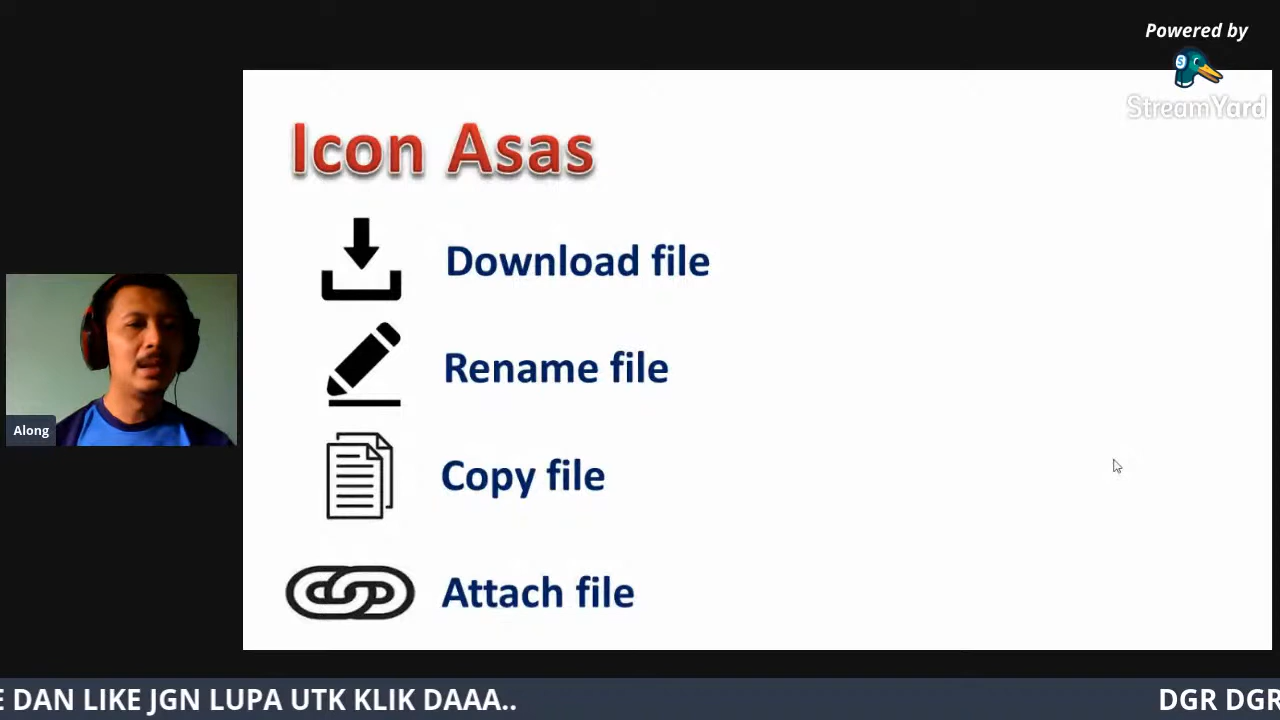 Powered by
StreamYard
Icon Asas
Download file
Rename file
Copy file
Attach file
Along
E DAN LIKE JGN LUPA UTK KLIK DAAA..
DGR DGR